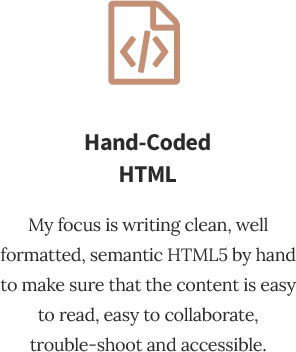 Hand-Coded
HTML
My focus is writing clean, well
formatted, semantic HTML5 by hand
to make sure that the content is easy
to read, easy to collaborate,
trouble-shoot and accessible.